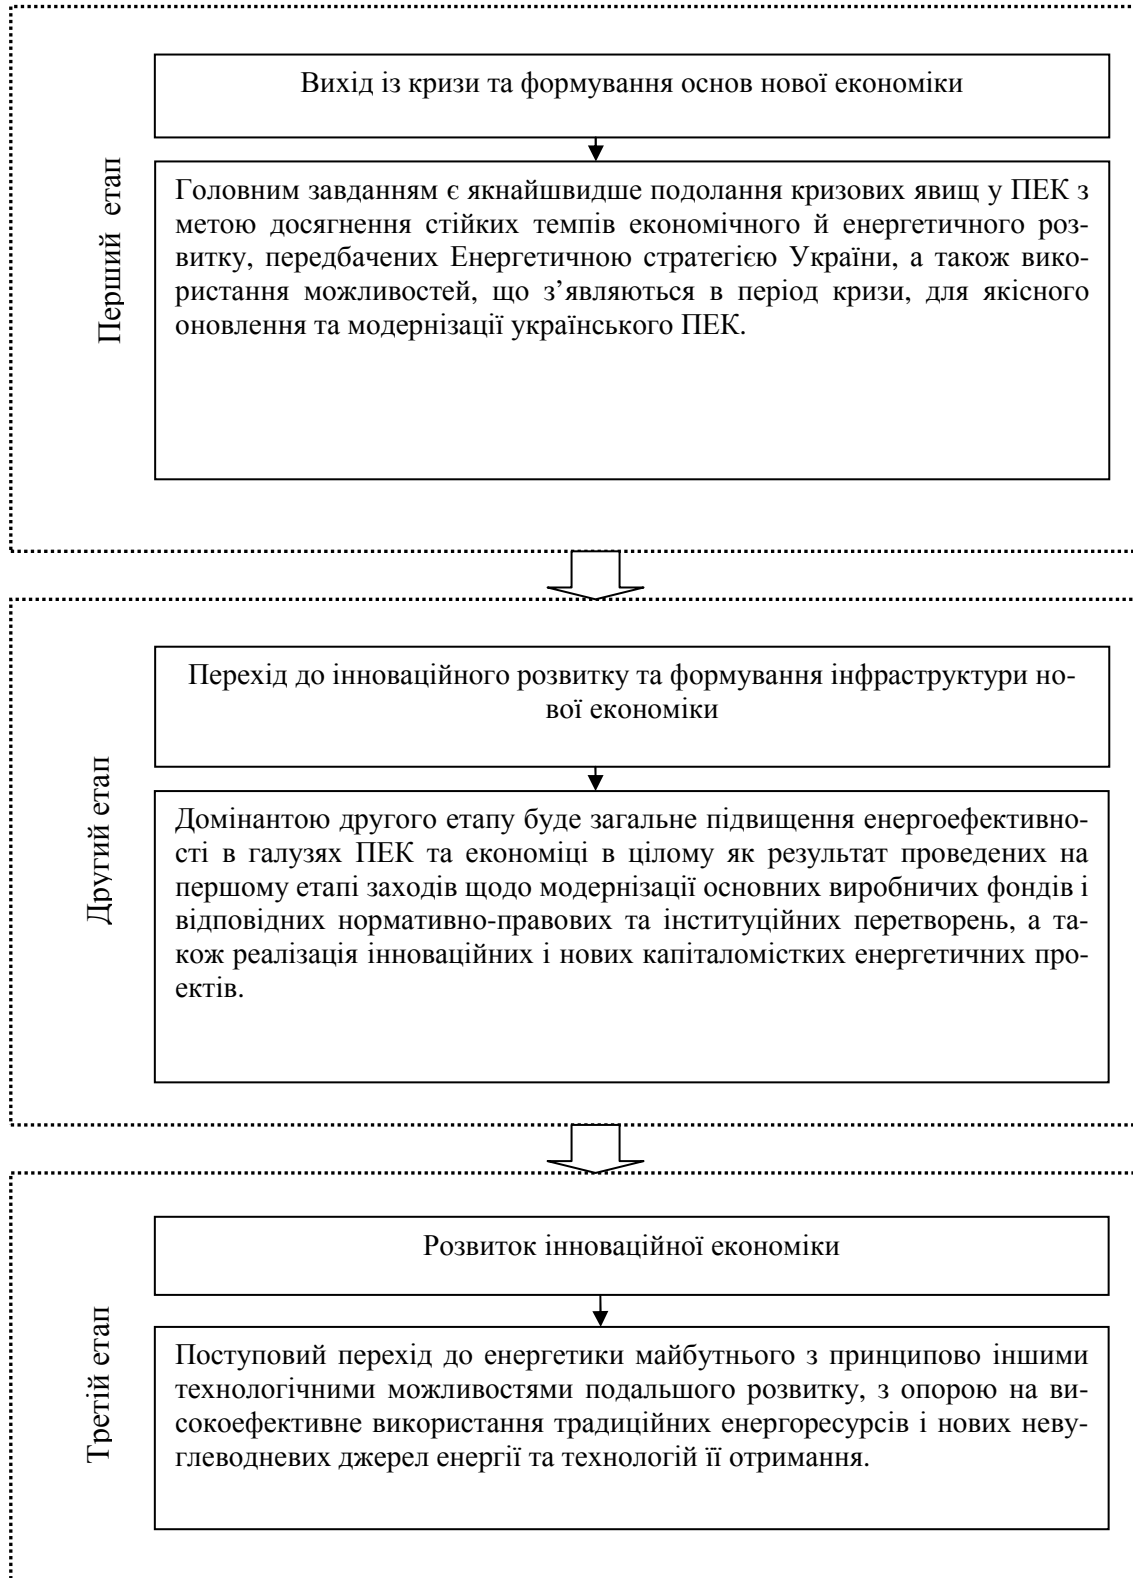 Перший етап
Вихід із кризи та формування основ нової економіки
Головним завданням є якнайшвидше подолання кризових явищ у ПЕК з
метою досягнення стійких темпів економічного й енергетичного роз-
витку, передбачених Енергетичною стратегією України, а також вико-
ристання можливостей, що з’являються в період кризи, для якісного
оновлення та модернізації українського ПЕК.
Другий етап
Перехід до інноваційного розвитку та формування інфраструктури но-
вої економіки
Домінантою другого етапу буде загальне підвищення енергоефективно-
сті в галузях ПЕК та економіці в цілому як результат проведених на
першому етапі заходів щодо модернізації основних виробничих фондів і
відповідних нормативно-правових та інституційних перетворень, а та-
кож реалізація інноваційних і нових капіталомістких енергетичних про-
ектів.
Третій етап
Розвиток інноваційної економіки
Поступовий перехід до енергетики майбутнього з принципово іншими
технологічними можливостями подальшого розвитку, з опорою на ви-
сокоефективне використання традиційних енергоресурсів і нових неву-
глеводневих джерел енергії та технологій її отримання.